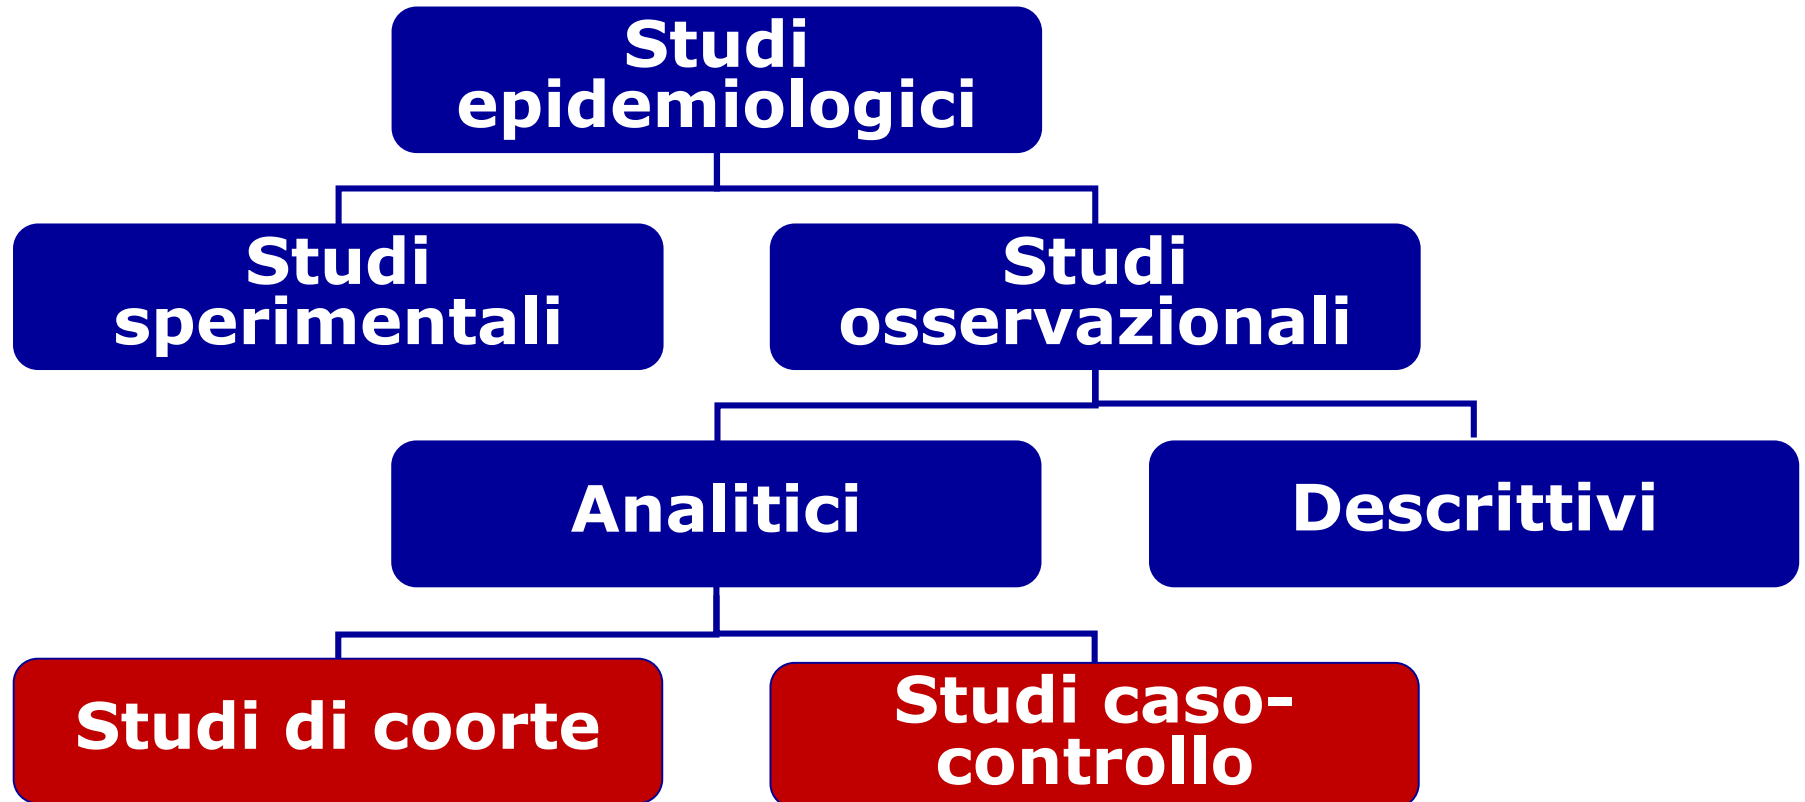 Studi
epidemiologici
Studi
sperimentali
Studi
osservazionali
Analitici
Descrittivi
Studi di coorte
Studi caso-
controllo